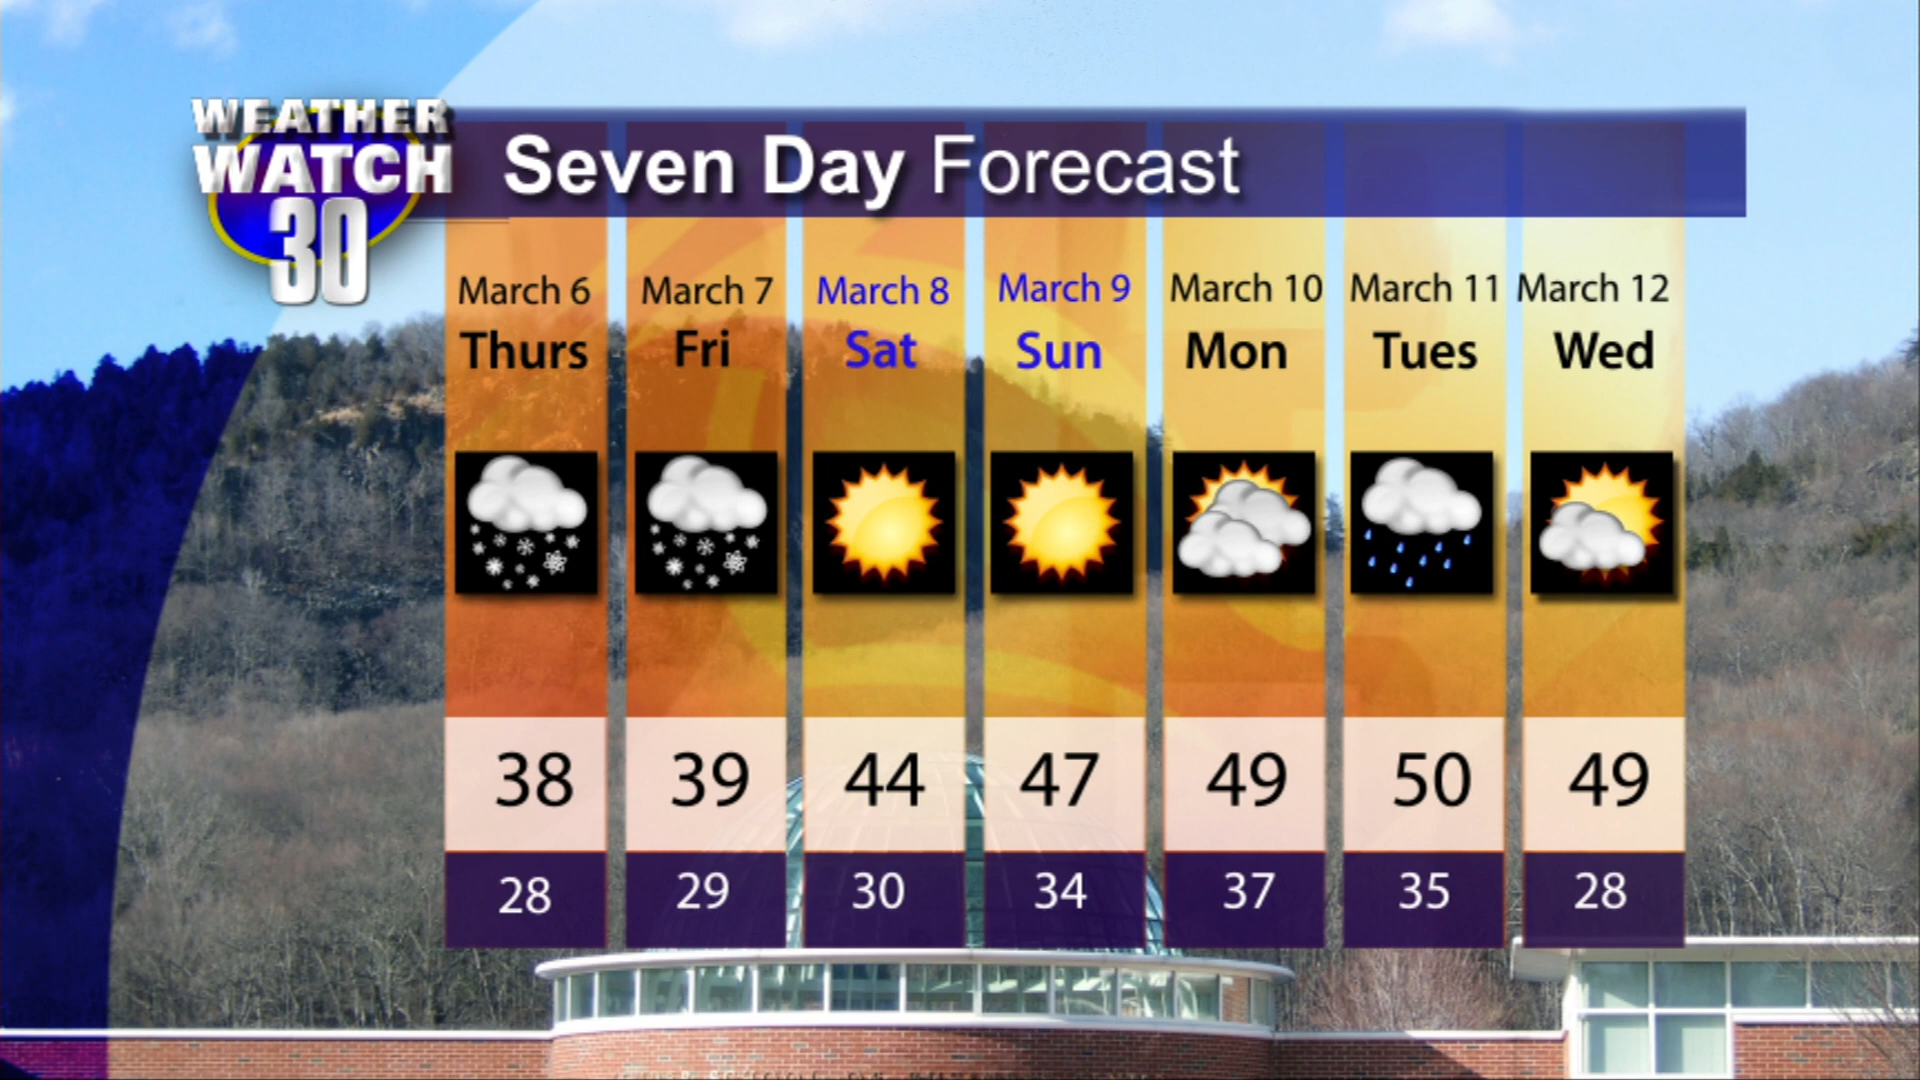 WEATHER
WATCH
30
Seven Day Forecast
March 6 March 7 March 8 March 9 March 10 March 11 March 12
Thurs Fri Sat Sun Mon Tues Wed
38 39 44 47 49 50 49
28 29 30 34 37 35 28